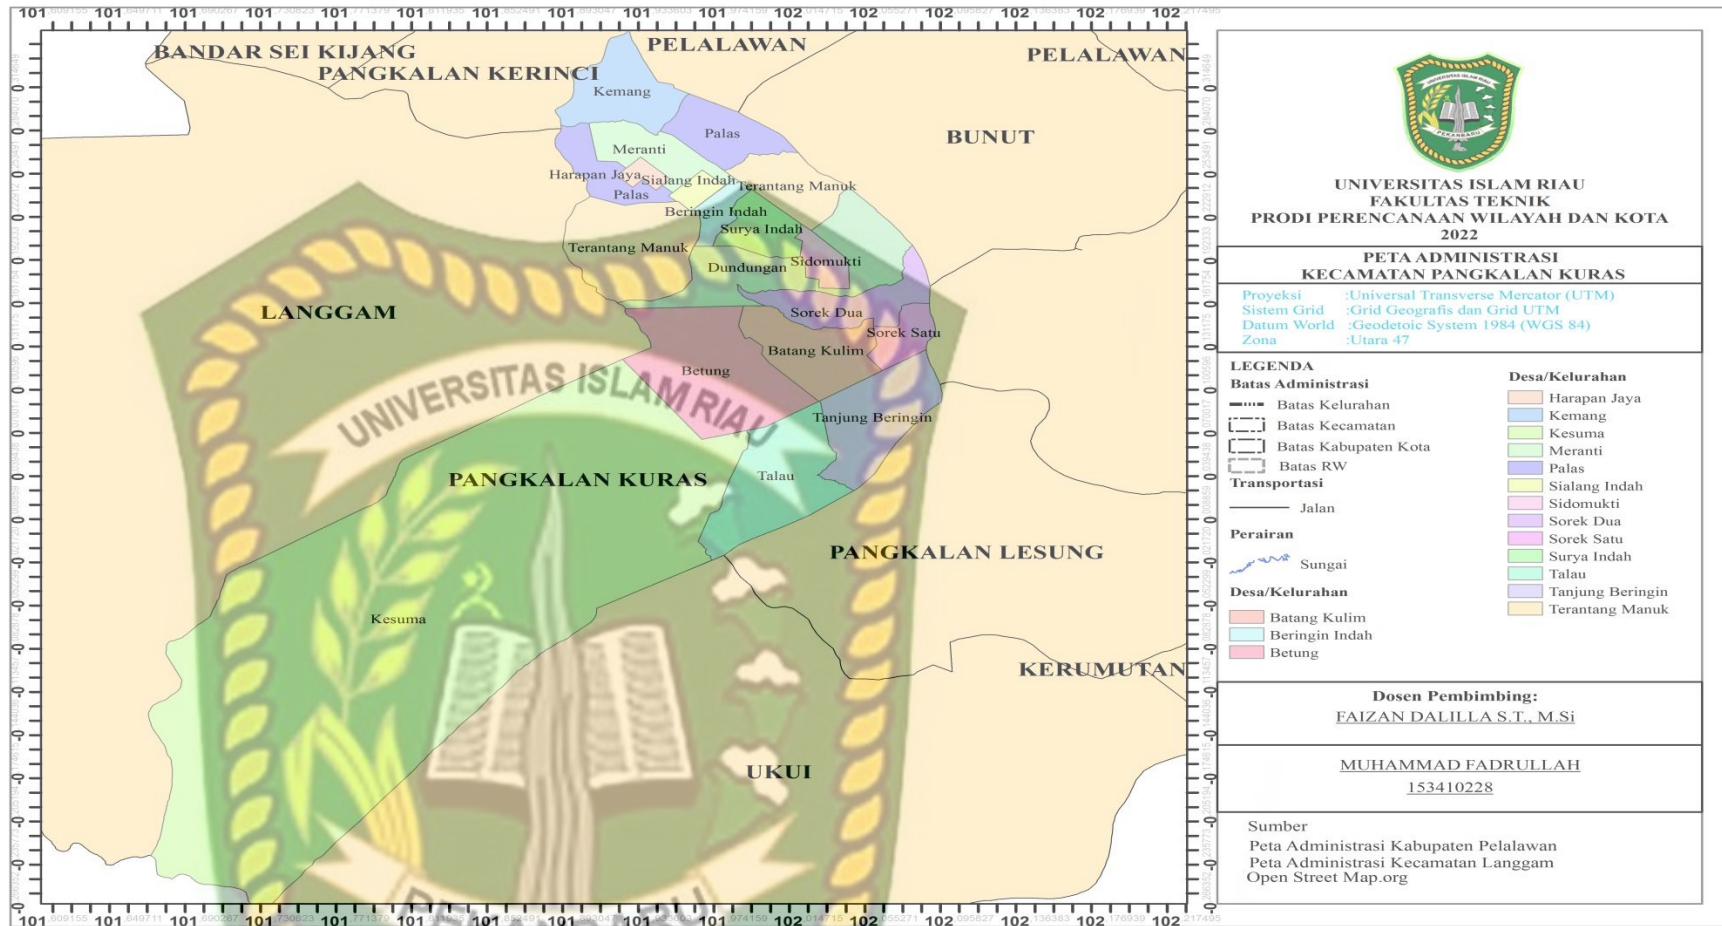 BANDAR SEI KIJANG
PELALAWAN
PELALAWAN
PANGKALAN KERINCI
Kemang
Palas
BUNUT
Meranti
Harapan Jaya
Sialang Indah
Terantang Manuk
Palas
Beringin Indah
Surya Indah
Terantang Manuk
Sidomukti
Dundungan
LANGGAM
Sorek Dua
Sorek Satu
Batang Kulim
Betung
Tanjung Beringin
UNIVERSITAS ISLAM RIAU
PANGKALAN KURAS
Talau
PANGKALAN LESUNG
Kesuma
KERUMUTAN
UKUI
PEKANBARU
UNIVERSITAS ISLAM RIAU
PEKANBARU
UNIVERSITAS ISLAM RIAU
FAKULTAS TEKNIK
PRODI PERENCANAAN WILAYAH DAN KOTA
2022
PETA ADMINISTRASI
KECAMATAN PANGKALAN KURAS
Proyeksi :Universal Transverse Mercator (UTM)
Sistem Grid :Grid Geografis dan Grid UTM
Datum World :Geodetoic System 1984 (WGS 84)
Zona :Utara 47
LEGENDA
Batas Administrasi
Batas Kelurahan
Batas Kecamatan
Batas Kabupaten Kota
Batas RW
Transportasi
Jalan
Perairan
Sungai
Desa/Kelurahan
Batang Kulim
Beringin Indah
Betung
Desa/Kelurahan
Harapan Jaya
Kemang
Kesuma
Meranti
Palas
Sialang Indah
Sidomukti
Sorek Dua
Sorek Satu
Surya Indah
Talau
Tanjung Beringin
Terantang Manuk
Dosen Pembimbing:
FAIZAN DALILLA S.T., M.Si
MUHAMMAD FADRULLAH
153410228
Sumber
Peta Administrasi Kabupaten Pelalawan
Peta Administrasi Kecamatan Langgam
Open Street Map.org